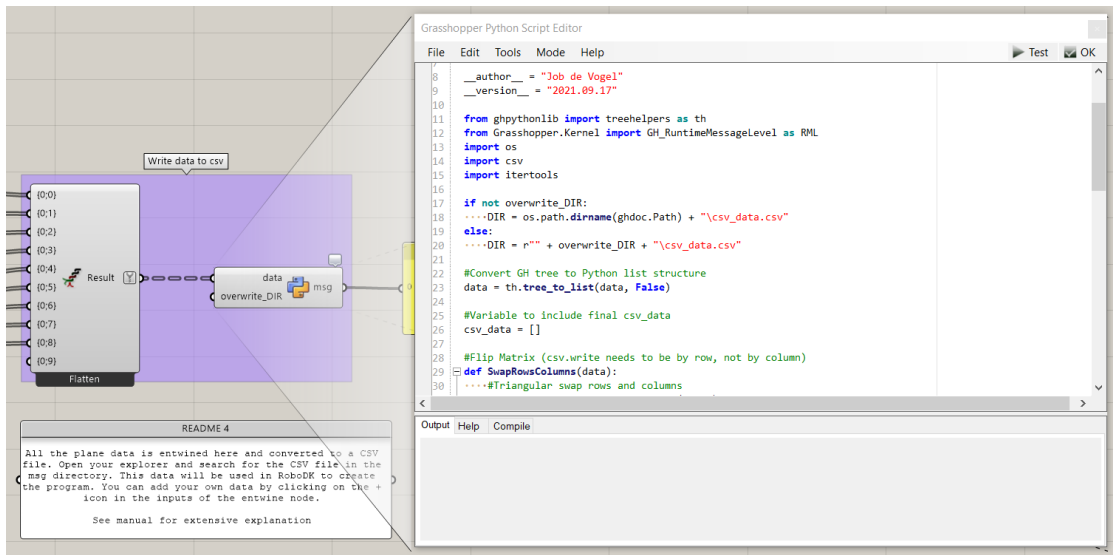 Write data to csv
{0;0}
{0;1}
{0;2}
{0;3}
{0;4}
{0;5}
{0;6}
{0;7}
{0;8}
{0;9}
Result
Flatten
data
overwrite_DIR
msg
README 4
All the plane data is entwined here and converted to a CSV
file. Open your explorer and search for the CSV file in the
msg directory. This data will be used in RoboDK to create
the program. You can add your own data by clicking on the +
icon in the inputs of the entwine node.
See manual for extensive explanation
Grasshopper Python Script Editor
File Edit Tools Mode Help
Test OK
8 __author__ = "Job de Vogel"
9 __version__ = "2021.09.17"
10
11 from ghpythonlib import treehelpers as th
12 from Grasshopper.Kernel import GH_RuntimeMessageLevel as RML
13 import os
14 import csv
15 import itertools
16
17 if not overwrite_DIR:
18 ····DIR = os.path.dirname(ghdoc.Path) + "\csv_data.csv"
19 else:
20 ····DIR = r"" + overwrite_DIR + "\csv_data.csv"
21
22 #Convert GH tree to Python list structure
23 data = th.tree_to_list(data, False)
24
25 #Variable to include final csv_data
26 csv_data = []
27
28 #Flip Matrix (csv.write needs to be by row, not by column)
29 def SwapRowsColumns(data):
30 ····#Triangular swap rows and columns
Output Help Compile